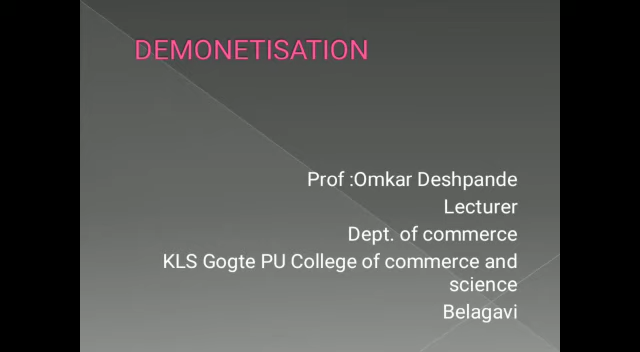 DEMONETISATION
Prof :Omkar Deshpande
Lecturer
Dept. of commerce
KLS Gogte PU College of commerce and
science
Belagavi